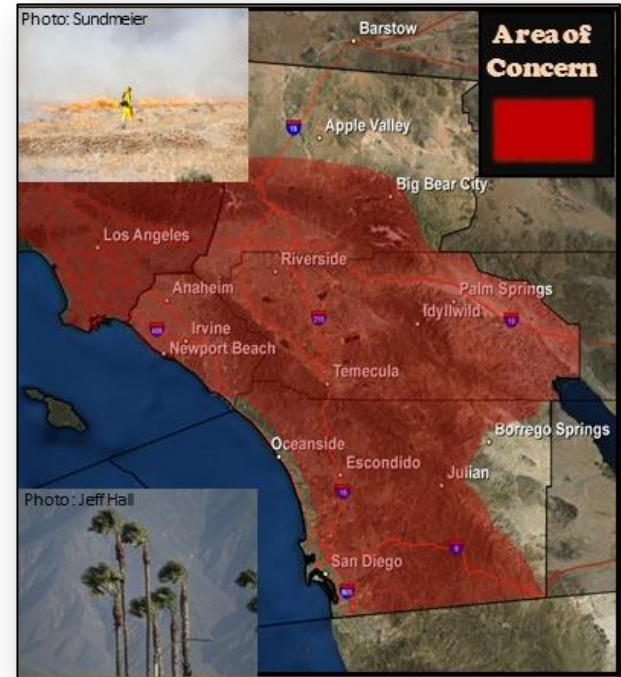 Photo: Sundmeier
Barstow
Area of
Concern
15
Apple Valley
Big Bear City
Los Angeles
Riverside
Anaheim
Palm Springs
Idyllwild
215
10
405
Irvine
Newport Beach
Temecula
Oceanside
Borrego Springs
Escondido
Julian
15
Photo: Jeff Hall
8
San Diego